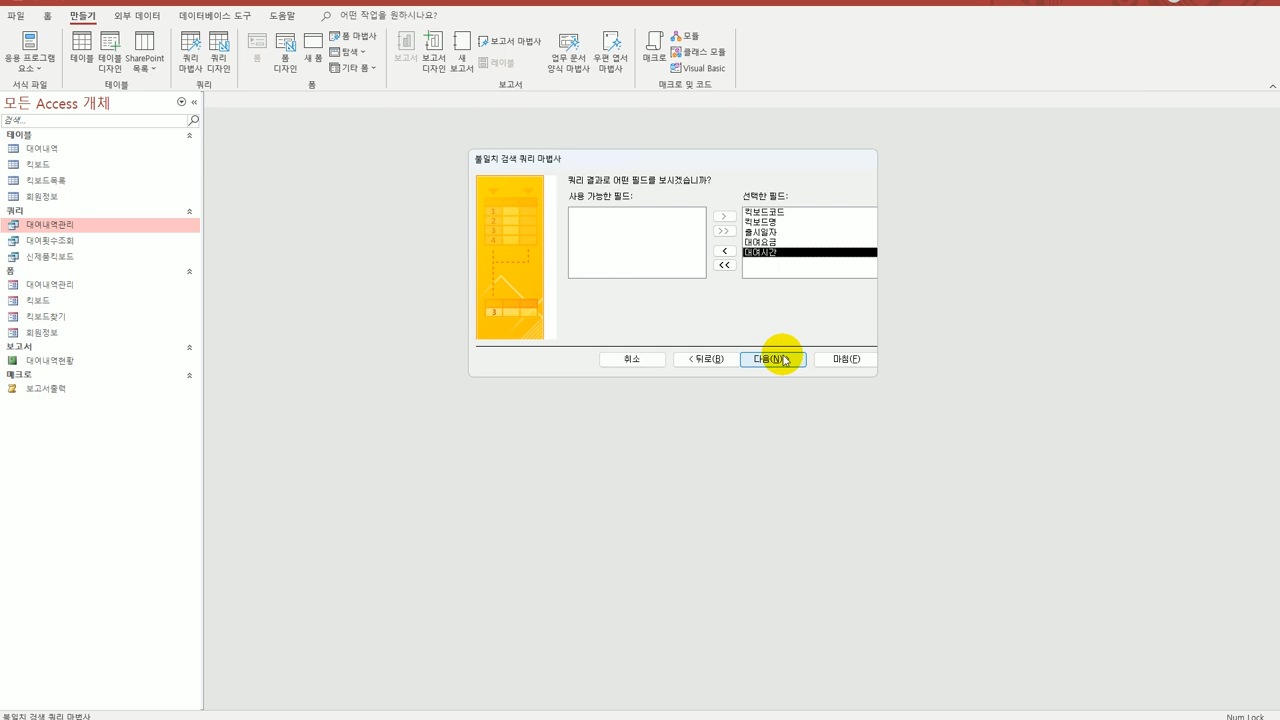 파일 홈 만들기 외부 데이터 데이터베이스 도구 도움말 어떤 작업을 원하시나요?
응용 프로그램 요소
서식 파일
테이블
테이블 디자인
SharePoint 목록
테이블
쿼리 마법사
쿼리 디자인
쿼리
폼
폼 디자인
새 폼
폼 마법사
탐색
기타 폼
폼
보고서
보고서 디자인
새 보고서
보고서 마법사
레이블
업무 문서 양식 마법사
우편 엽서 마법사
보고서
매크로
모듈
클래스 모듈
Visual Basic
매크로 및 코드
모든 Access 개체
검색...
테이블
대여내역
킥보드
킥보드목록
회원정보
쿼리
대여내역관리
대여횟수조회
신제품킥보드
폼
대여내역관리
킥보드
킥보드찾기
회원정보
보고서
대여내역현황
매크로
보고서출력
불일치 검색 쿼리 마법사
쿼리 결과로 어떤 필드를 보시겠습니까?
사용 가능한 필드:
선택한 필드:
1
2
3
4
3
>
>>
<
<<
킥보드코드
킥보드명
출시일자
대여요금
대여시간
취소
< 뒤로(B)
다음(N) >
마침(F)
불일치 검색 쿼리 마법사
Num Lock